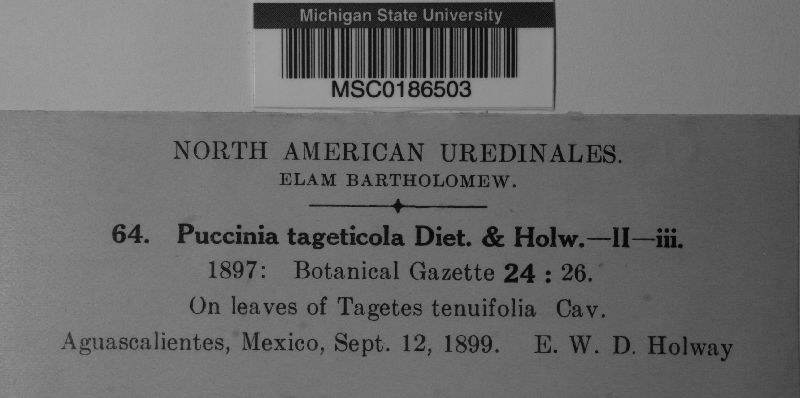 Michigan State University
MSC0186503
NORTH AMERICAN UREDINALES.
ELAM BARTHOLOMEW.
64. Puccinia tageticola Diet. & Holw.—II—iii.
1897: Botanical Gazette 24 : 26.
On leaves of Tagetes tenuifolia Cav.
Aguascalientes, Mexico, Sept. 12, 1899. E. W. D. Holway